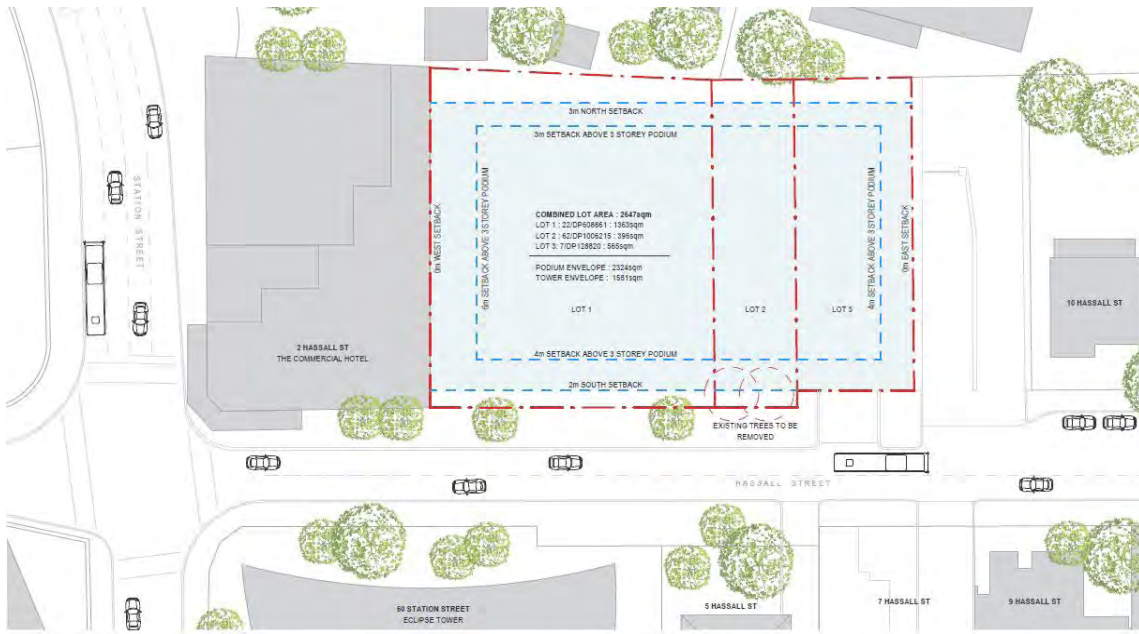 3m NORTH SETBACK
3m SETBACK ABOVE 3 STOREY PODIUM
STATION STREET
0m WEST SETBACK
6m SETBACK ABOVE 3 STOREY PODIUM
COMBINED LOT AREA : 2647sqm
LOT 1 : 22/DP608861 : 1363sqm
LOT 2 : 62/DP1006215 : 395sqm
LOT 3: 7/DP128820 : 565sqm
PODIUM ENVELOPE : 2324sqm
TOWER ENVELOPE : 1581sqm
4m SETBACK ABOVE 3 STOREY PODIUM
0m EAST SETBACK
LOT 1
LOT 2
LOT 3
10 HASSALL ST
2 HASSALL ST
THE COMMERCIAL HOTEL
4m SETBACK ABOVE 3 STOREY PODIUM
2m SOUTH SETBACK
EXISTING TREES TO BE
REMOVED
HASSALL STREET
60 STATION STREET
ECLIPSE TOWER
5 HASSALL ST
7 HASSALL ST
9 HASSALL ST